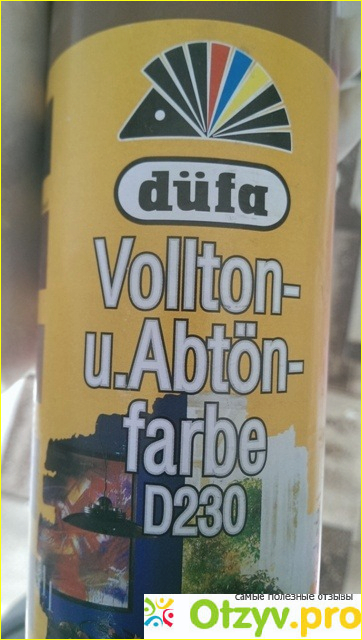 düfa
Vollton-
u.Abtön-
farbe
D230
самые полезные отзывы
Otzyv.pro